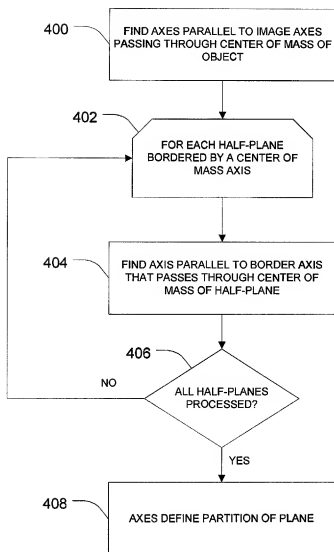 400
FIND AXES PARALLEL TO IMAGE AXES
PASSING THROUGH CENTER OF MASS OF
OBJECT
402
FOR EACH HALF-PLANE
BORDERED BY A CENTER OF
MASS AXIS
404
FIND AXIS PARALLEL TO BORDER AXIS
THAT PASSES THROUGH CENTER OF
MASS OF HALF-PLANE
406
NO
ALL HALF-PLANES
PROCESSED?
YES
408
AXES DEFINE PARTITION OF PLANE